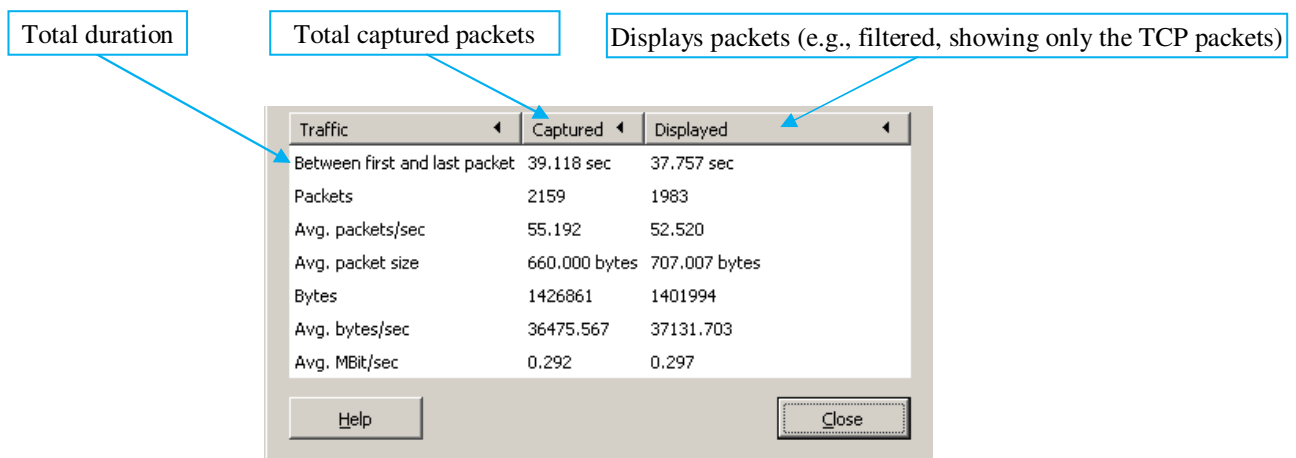 Total duration
Total captured packets
Displays packets (e.g., filtered, showing only the TCP packets)
Traffic Captured Displayed
Between first and last packet 39.118 sec 37.757 sec
Packets 2159 1983
Avg. packets/sec 55.192 52.520
Avg. packet size 660.000 bytes 707.007 bytes
Bytes 1426861 1401994
Avg. bytes/sec 36475.567 37131.703
Avg. MBit/sec 0.292 0.297
Help Close